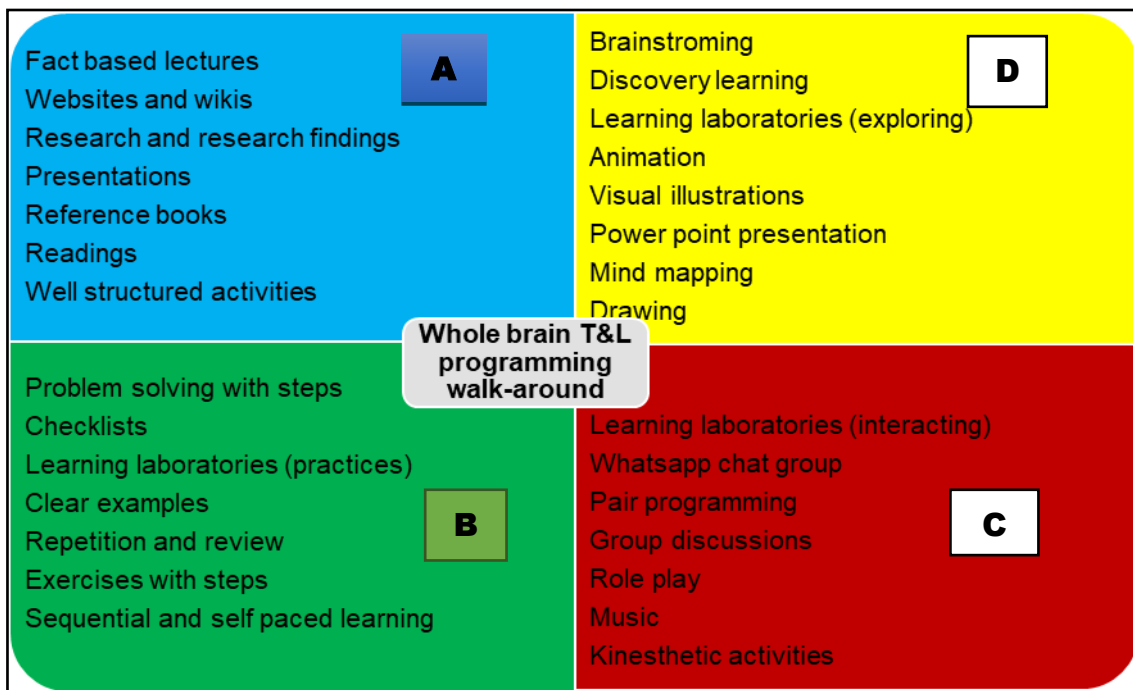 Fact based lectures
Websites and wikis
Research and research findings
Presentations
Reference books
Readings
Well structured activities
A
Brainstroming
Discovery learning
Learning laboratories (exploring)
Animation
Visual illustrations
Power point presentation
Mind mapping
Drawing
D
Whole brain T&L
programming
walk-around
Problem solving with steps
Checklists
Learning laboratories (practices)
Clear examples
Repetition and review
Exercises with steps
Sequential and self paced learning
B
Learning laboratories (interacting)
Whatsapp chat group
Pair programming
Group discussions
Role play
Music
Kinesthetic activities
C